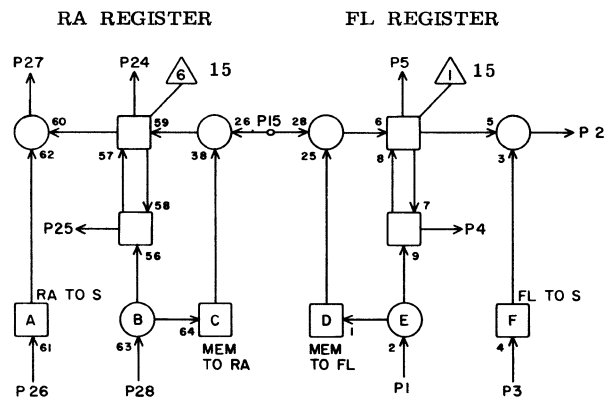 RA REGISTER FL REGISTER
P27 P24 6 15 P5 1 15
60 59 26 P15 28 6 5 P2
62 57 38 25 8 3
58 7
P25 P4
56 9
RA TO S FL TO S
A B C D E F
61 63 64 1 2 4
MEM TO RA MEM TO FL
P26 P28 P1 P3